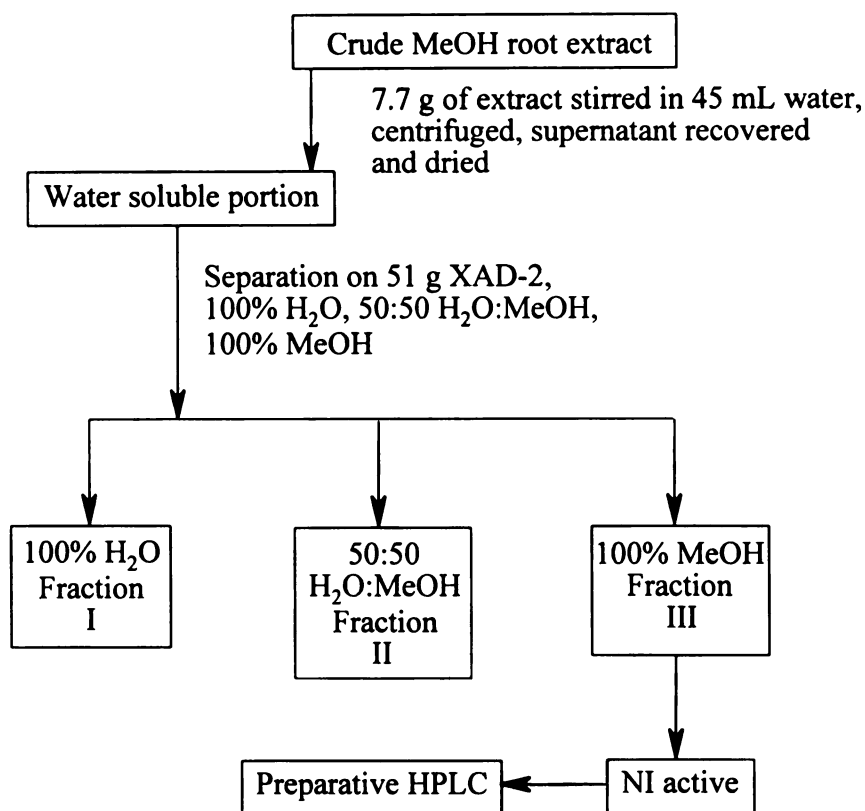 Crude MeOH root extract
7.7 g of extract stirred in 45 mL water,
centrifuged, supernatant recovered
and dried
Water soluble portion
Separation on 51 g XAD-2,
100% H₂O, 50:50 H₂O:MeOH,
100% MeOH
100% H₂O
Fraction
I
50:50
H₂O:MeOH
Fraction
II
100% MeOH
Fraction
III
Preparative HPLC
NI active